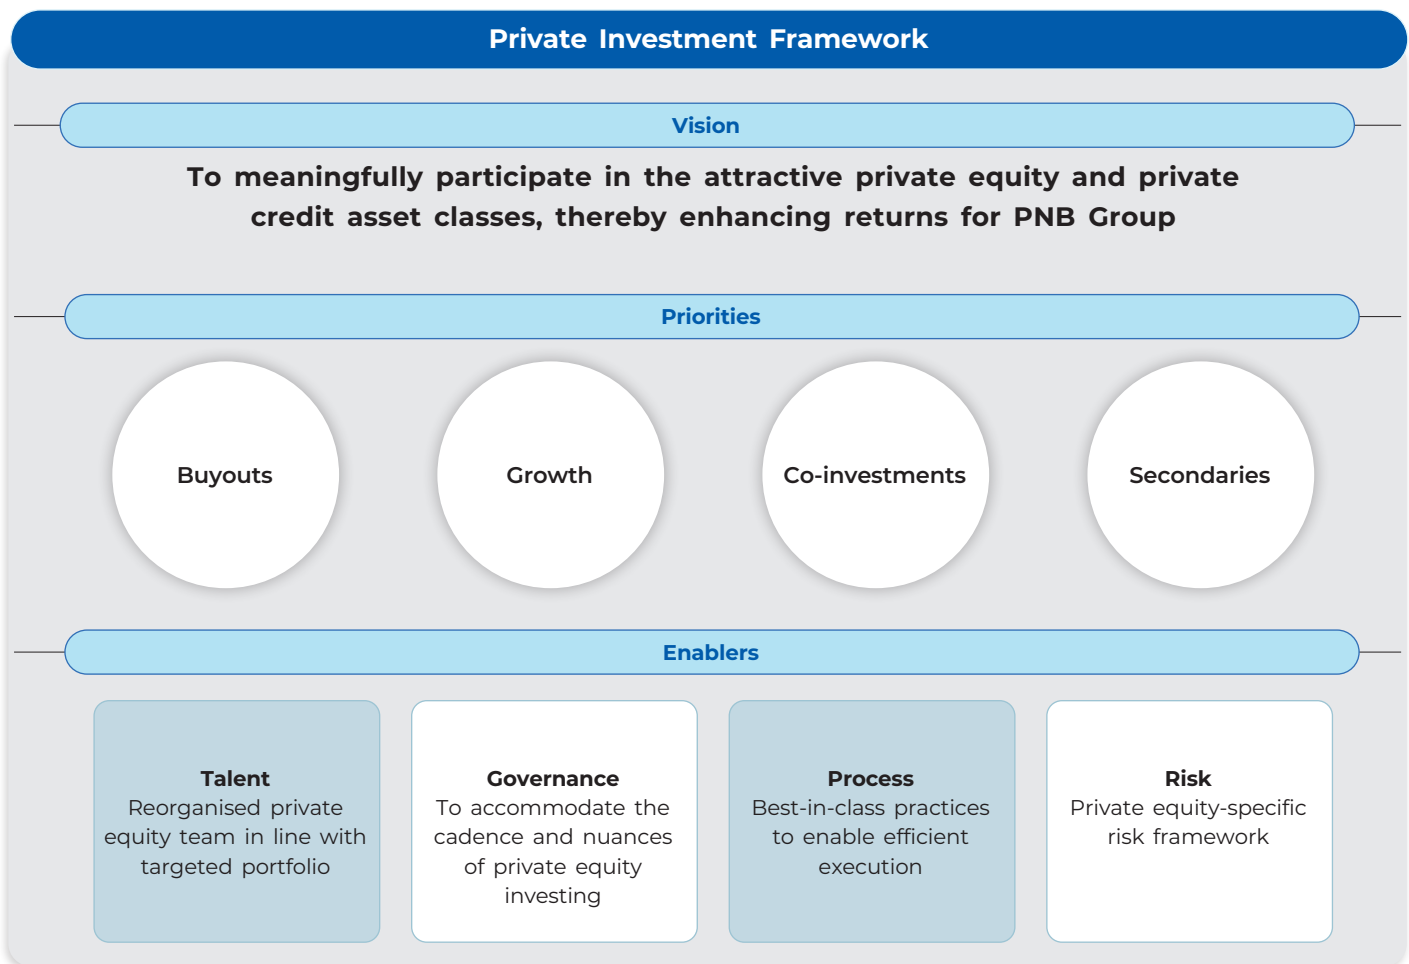 Private Investment Framework
Vision
To meaningfully participate in the attractive private equity and private
credit asset classes, thereby enhancing returns for PNB Group
Priorities
Buyouts
Growth
Co-investments
Secondaries
Enablers
Talent
Reorganised private
equity team in line with
targeted portfolio
Governance
To accommodate the
cadence and nuances
of private equity
investing
Process
Best-in-class practices
to enable efficient
execution
Risk
Private equity-specific
risk framework